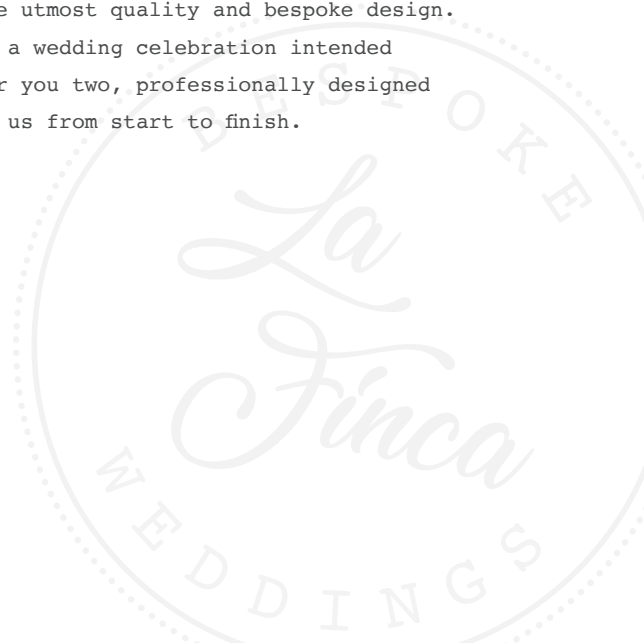 utmost quality and bespoke design.
a wedding celebration intended
you two, professionally designed
us from start to finish.
BESPOKE
La
Finca
WEDDINGS